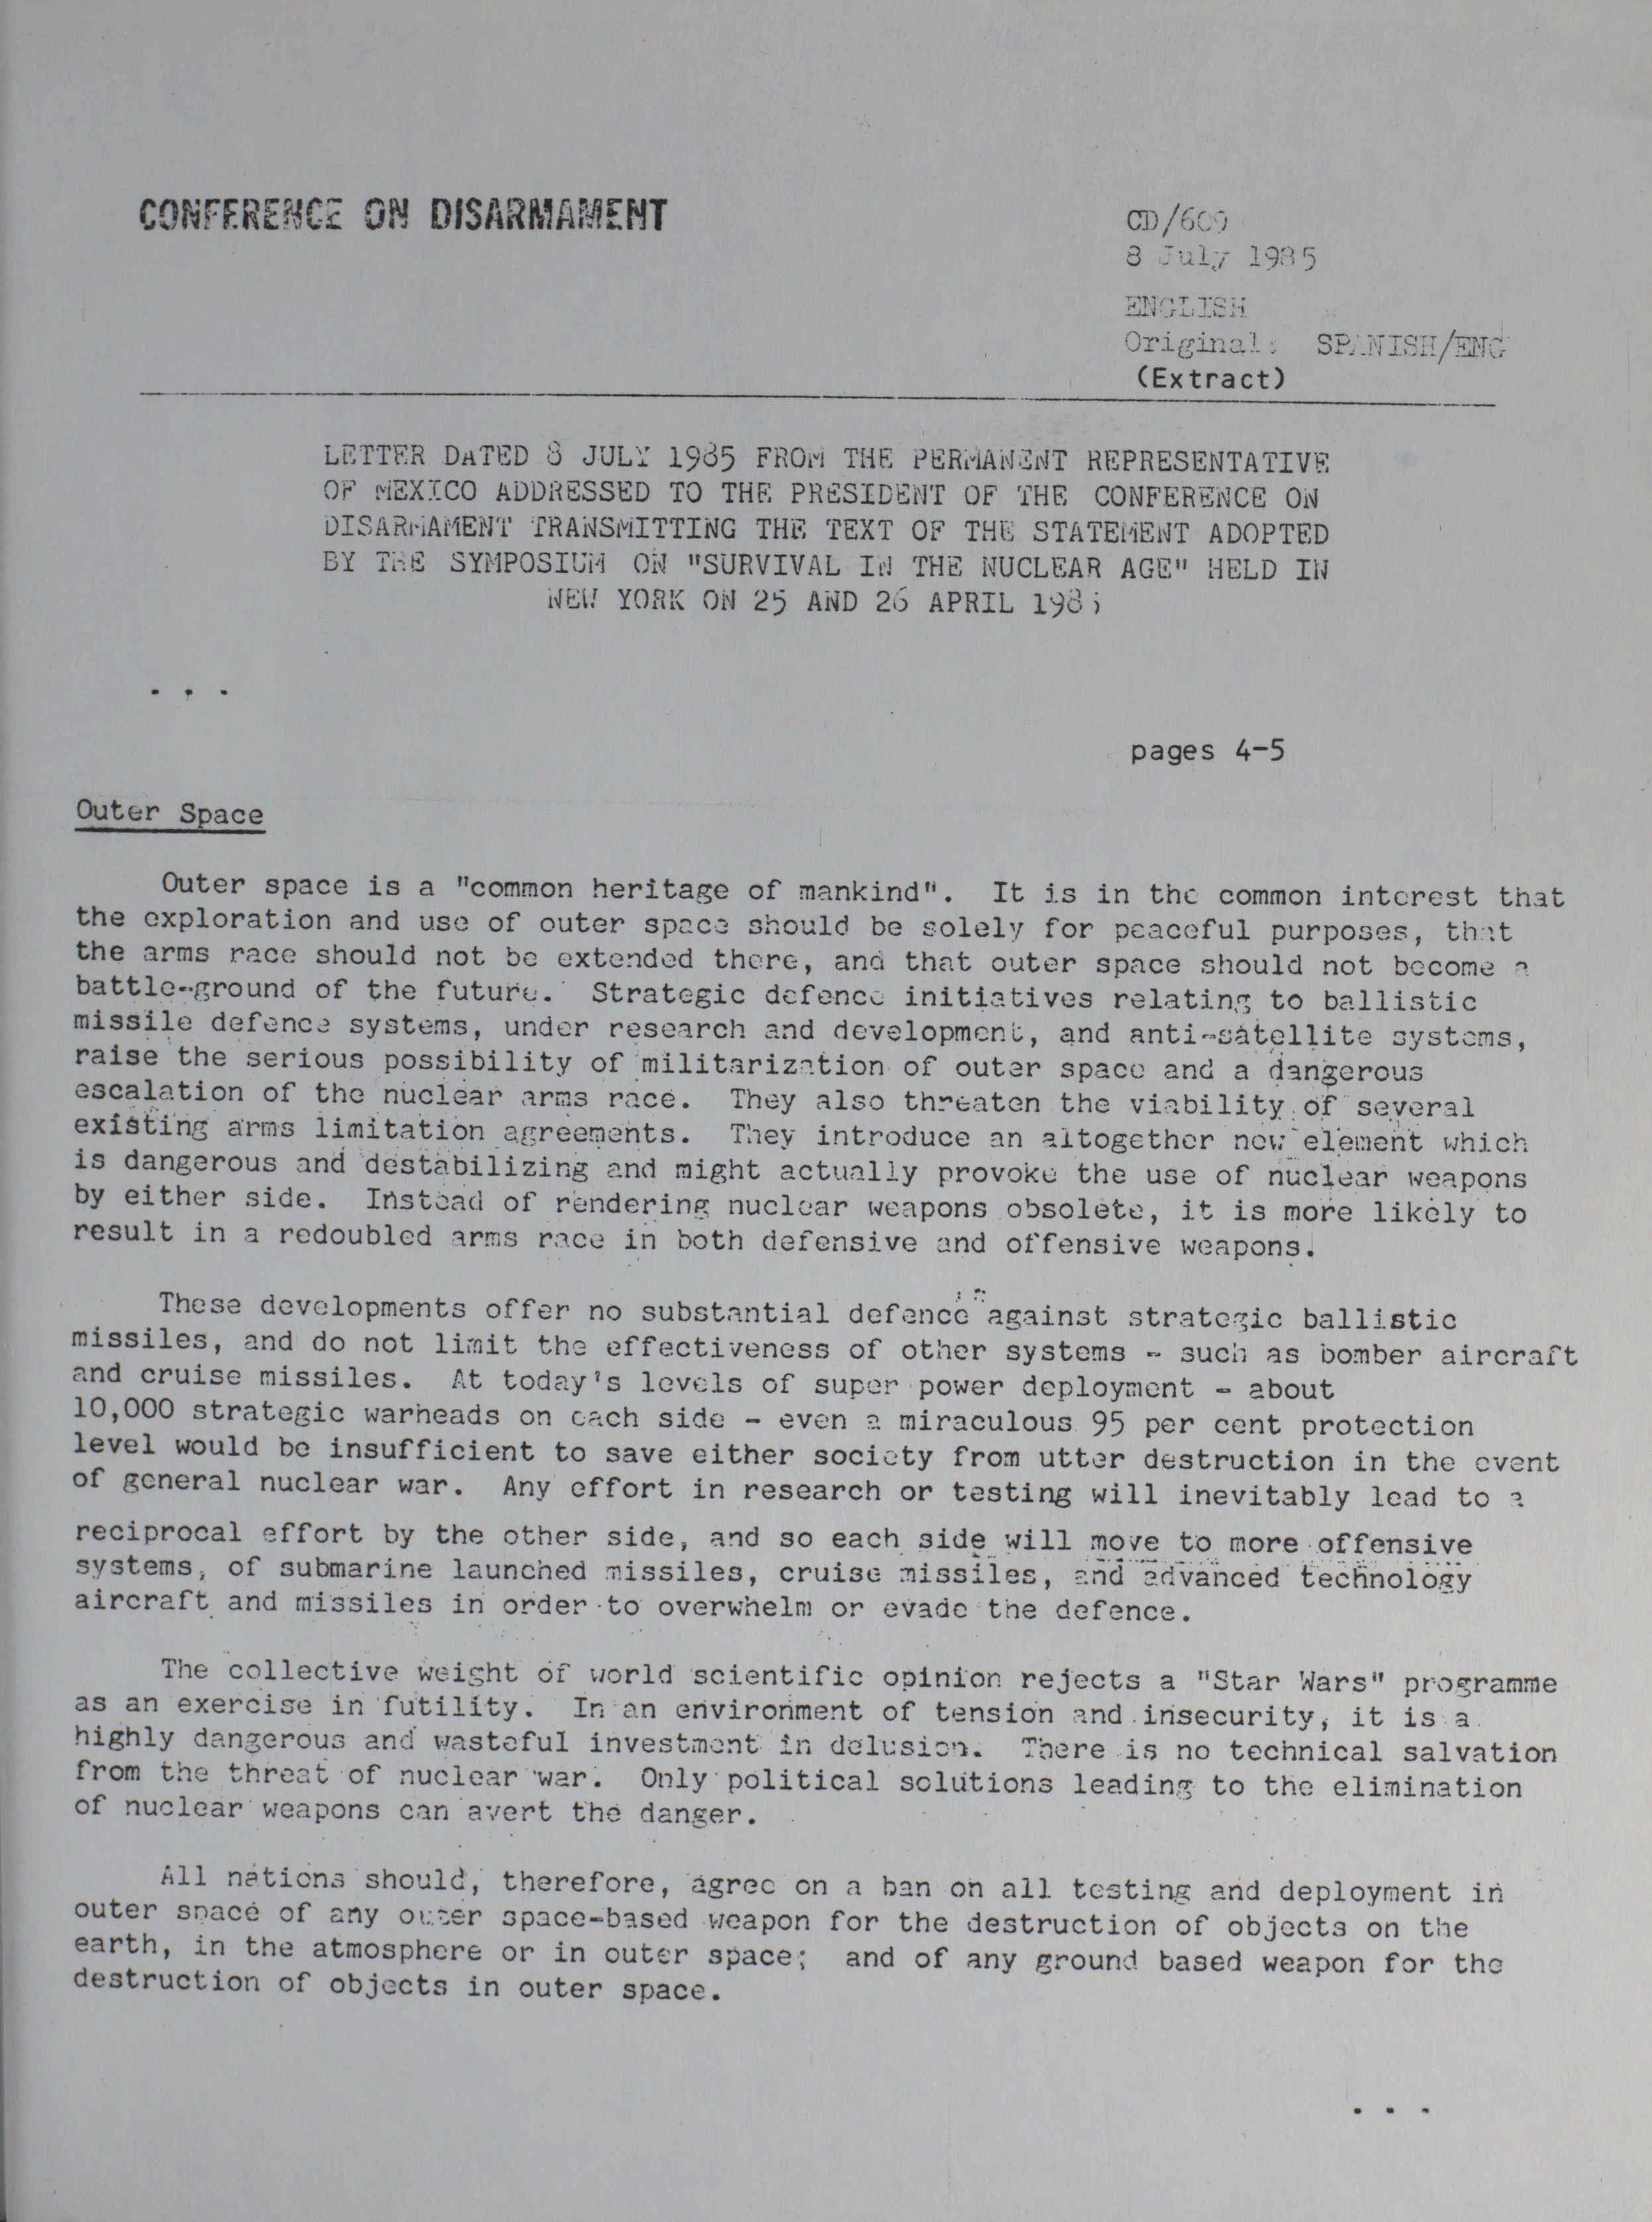 CONFERENCE ON DISARMAMENT
CD/609
8 July 1985
ENGLISH
Original: SPANISH/ENG
(Extract)
LETTER DATED 8 JULY 1985 FROM THE PERMANENT REPRESENTATIVE
OF MEXICO ADDRESSED TO THE PRESIDENT OF THE CONFERENCE ON
DISARMAMENT TRANSMITTING THE TEXT OF THE STATEMENT ADOPTED
BY THE SYMPOSIUM ON "SURVIVAL IN THE NUCLEAR AGE" HELD IN
NEW YORK ON 25 AND 26 APRIL 1985
. . .
pages 4-5
Outer Space
Outer space is a "common heritage of mankind". It is in the common interest that
the exploration and use of outer space should be solely for peaceful purposes, that
the arms race should not be extended there, and that outer space should not become a
battle-ground of the future. Strategic defence initiatives relating to ballistic
missile defence systems, under research and development, and anti-satellite systems,
raise the serious possibility of militarization of outer space and a dangerous
escalation of the nuclear arms race. They also threaten the viability of several
existing arms limitation agreements. They introduce an altogether new element which
is dangerous and destabilizing and might actually provoke the use of nuclear weapons
by either side. Instead of rendering nuclear weapons obsolete, it is more likely to
result in a redoubled arms race in both defensive and offensive weapons.
These developments offer no substantial defence against strategic ballistic
missiles, and do not limit the effectiveness of other systems - such as bomber aircraft
and cruise missiles. At today's levels of super power deployment - about
10,000 strategic warheads on each side - even a miraculous 95 per cent protection
level would be insufficient to save either society from utter destruction in the event
of general nuclear war. Any effort in research or testing will inevitably lead to a
reciprocal effort by the other side, and so each side will move to more offensive
systems, of submarine launched missiles, cruise missiles, and advanced technology
aircraft and missiles in order to overwhelm or evade the defence.
The collective weight of world scientific opinion rejects a "Star Wars" programme
as an exercise in futility. In an environment of tension and insecurity, it is a
highly dangerous and wasteful investment in delusion. There is no technical salvation
from the threat of nuclear war. Only political solutions leading to the elimination
of nuclear weapons can avert the danger.
All nations should, therefore, agree on a ban on all testing and deployment in
outer space of any outer space-based weapon for the destruction of objects on the
earth, in the atmosphere or in outer space; and of any ground based weapon for the
destruction of objects in outer space.
. . .